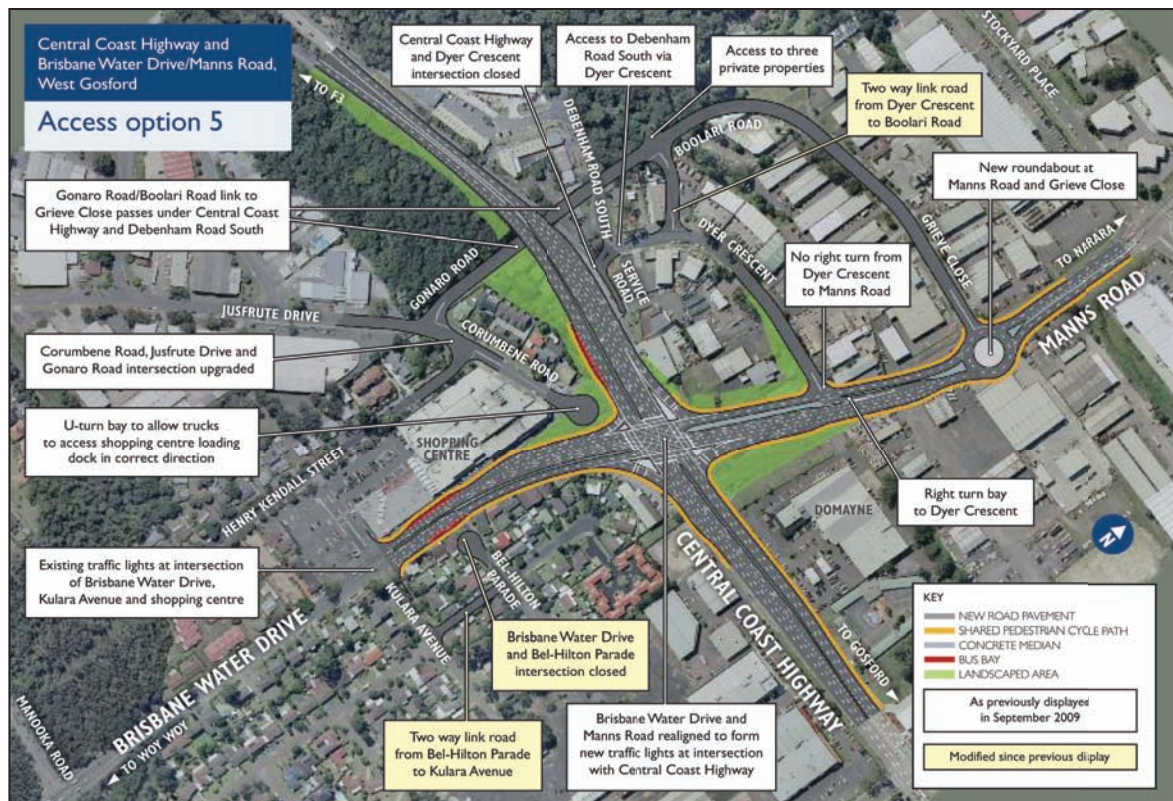 Central Coast Highway and
Brisbane Water Drive/Manns Road,
West Gosford
Access option 5
Central Coast Highway
and Dyer Crescent
intersection closed
Access to Debenham
Road South via
Dyer Crescent
Access to three
private properties
Two way link road
from Dyer Crescent
to Boolari Road
New roundabout at
Manns Road and Grieve Close
Gonaro Road/Boolari Road link to
Grieve Close passes under Central Coast
Highway and Debenham Road South
No right turn from
Dyer Crescent
to Manns Road
Corumbene Road, Jusfrute Drive and
Gonaro Road intersection upgraded
U-turn bay to allow trucks
to access shopping centre loading
dock in correct direction
Right turn bay
to Dyer Crescent
Existing traffic lights at intersection
of Brisbane Water Drive,
Kulara Avenue and shopping centre
Brisbane Water Drive
and Bel-Hilton Parade
intersection closed
Two way link road
from Bel-Hilton Parade
to Kulara Avenue
Brisbane Water Drive and
Manns Road realigned to form
new traffic lights at intersection
with Central Coast Highway
TO F3
STOCKYARD PLACE
DEBENHAM ROAD SOUTH
BOOLARI ROAD
DYER CRESCENT
SERVICE
ROAD
GRIEVE CLOSE
TO NARARA
MANNS ROAD
GONARO ROAD
JUSFRUTE DRIVE
CORUMBENE ROAD
SHOPPING
CENTRE
HENRY KENDALL STREET
DOMAYNE
BEL-HILTON
PARADE
KULARA AVENUE
CENTRAL COAST HIGHWAY
TO GOSFORD
BRISBANE WATER DRIVE
TO WOY WOY
MANOOKA ROAD
N
KEY
NEW ROAD PAVEMENT
SHARED PEDESTRIAN CYCLE PATH
CONCRETE MEDIAN
BUS BAY
LANDSCAPED AREA
As previously displayed
in September 2009
Modified since previous display